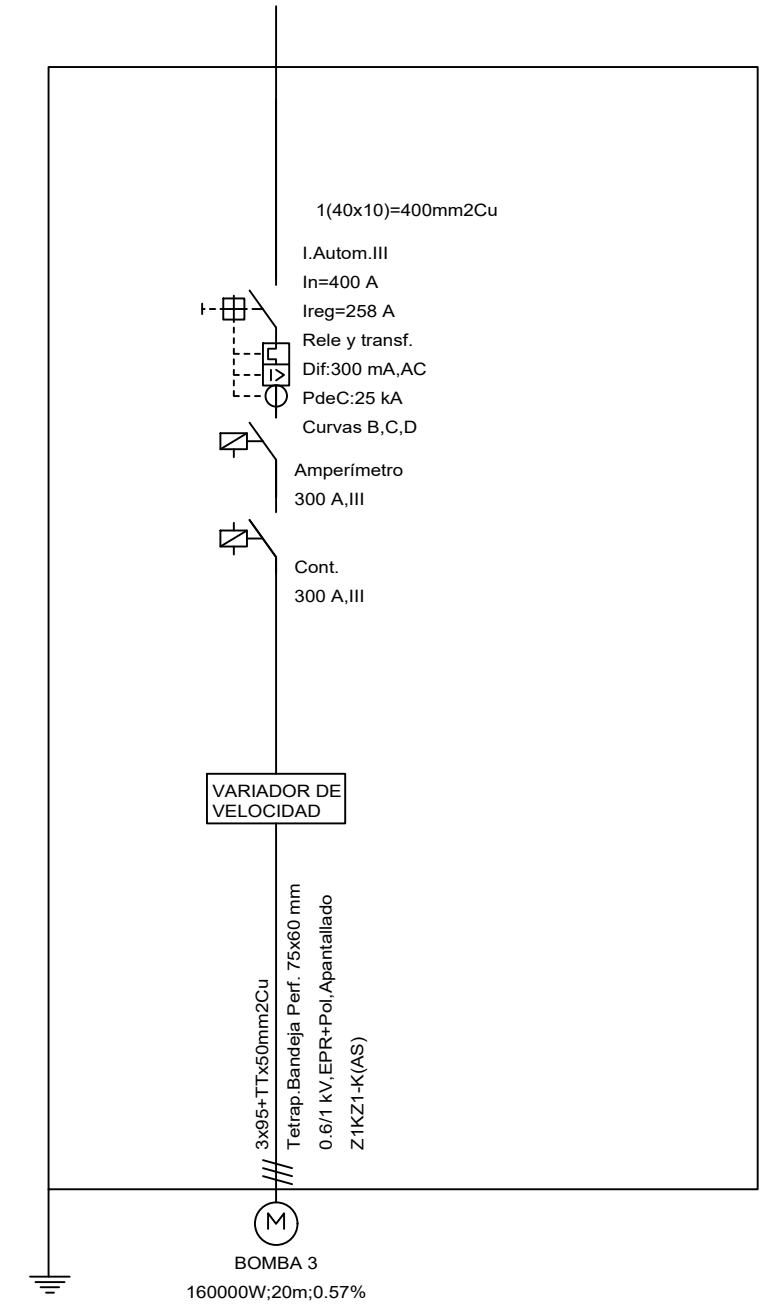 1(40x10)=400mm2Cu
I.Autom.III
In=400 A
Ireg=258 A
Rele y transf.
Dif:300 mA,AC
PdeC:25 kA
Curvas B,C,D
Amperímetro
300 A,III
Cont.
300 A,III
VARIADOR DE
VELOCIDAD
3x95+TTx50mm2Cu
Tetrap.Bandeja Perf. 75x60 mm
0.6/1 kV,EPR+Pol,Apantallado
Z1KZ1-K(AS)
M
BOMBA 3
160000W;20m;0.57%